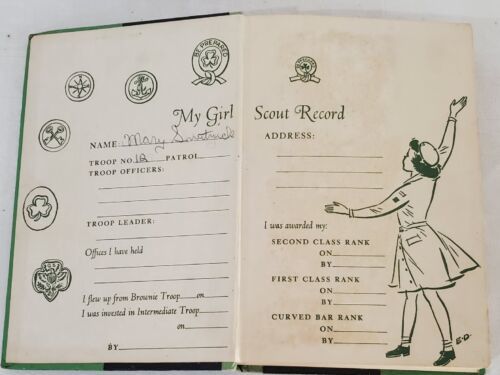 BE PREPARED
My Girl Scout Record
NAME: Mary
TROOP NO. 12 PATROL
TROOP OFFICERS:
TROOP LEADER:
Offices I have held
I flew up from Brownie Troop on
I was invested in Intermediate Troop
on
BY
ADDRESS:
I was awarded my:
SECOND CLASS RANK
ON
BY
FIRST CLASS RANK
ON
BY
CURVED BAR RANK
ON
BY
E.D.